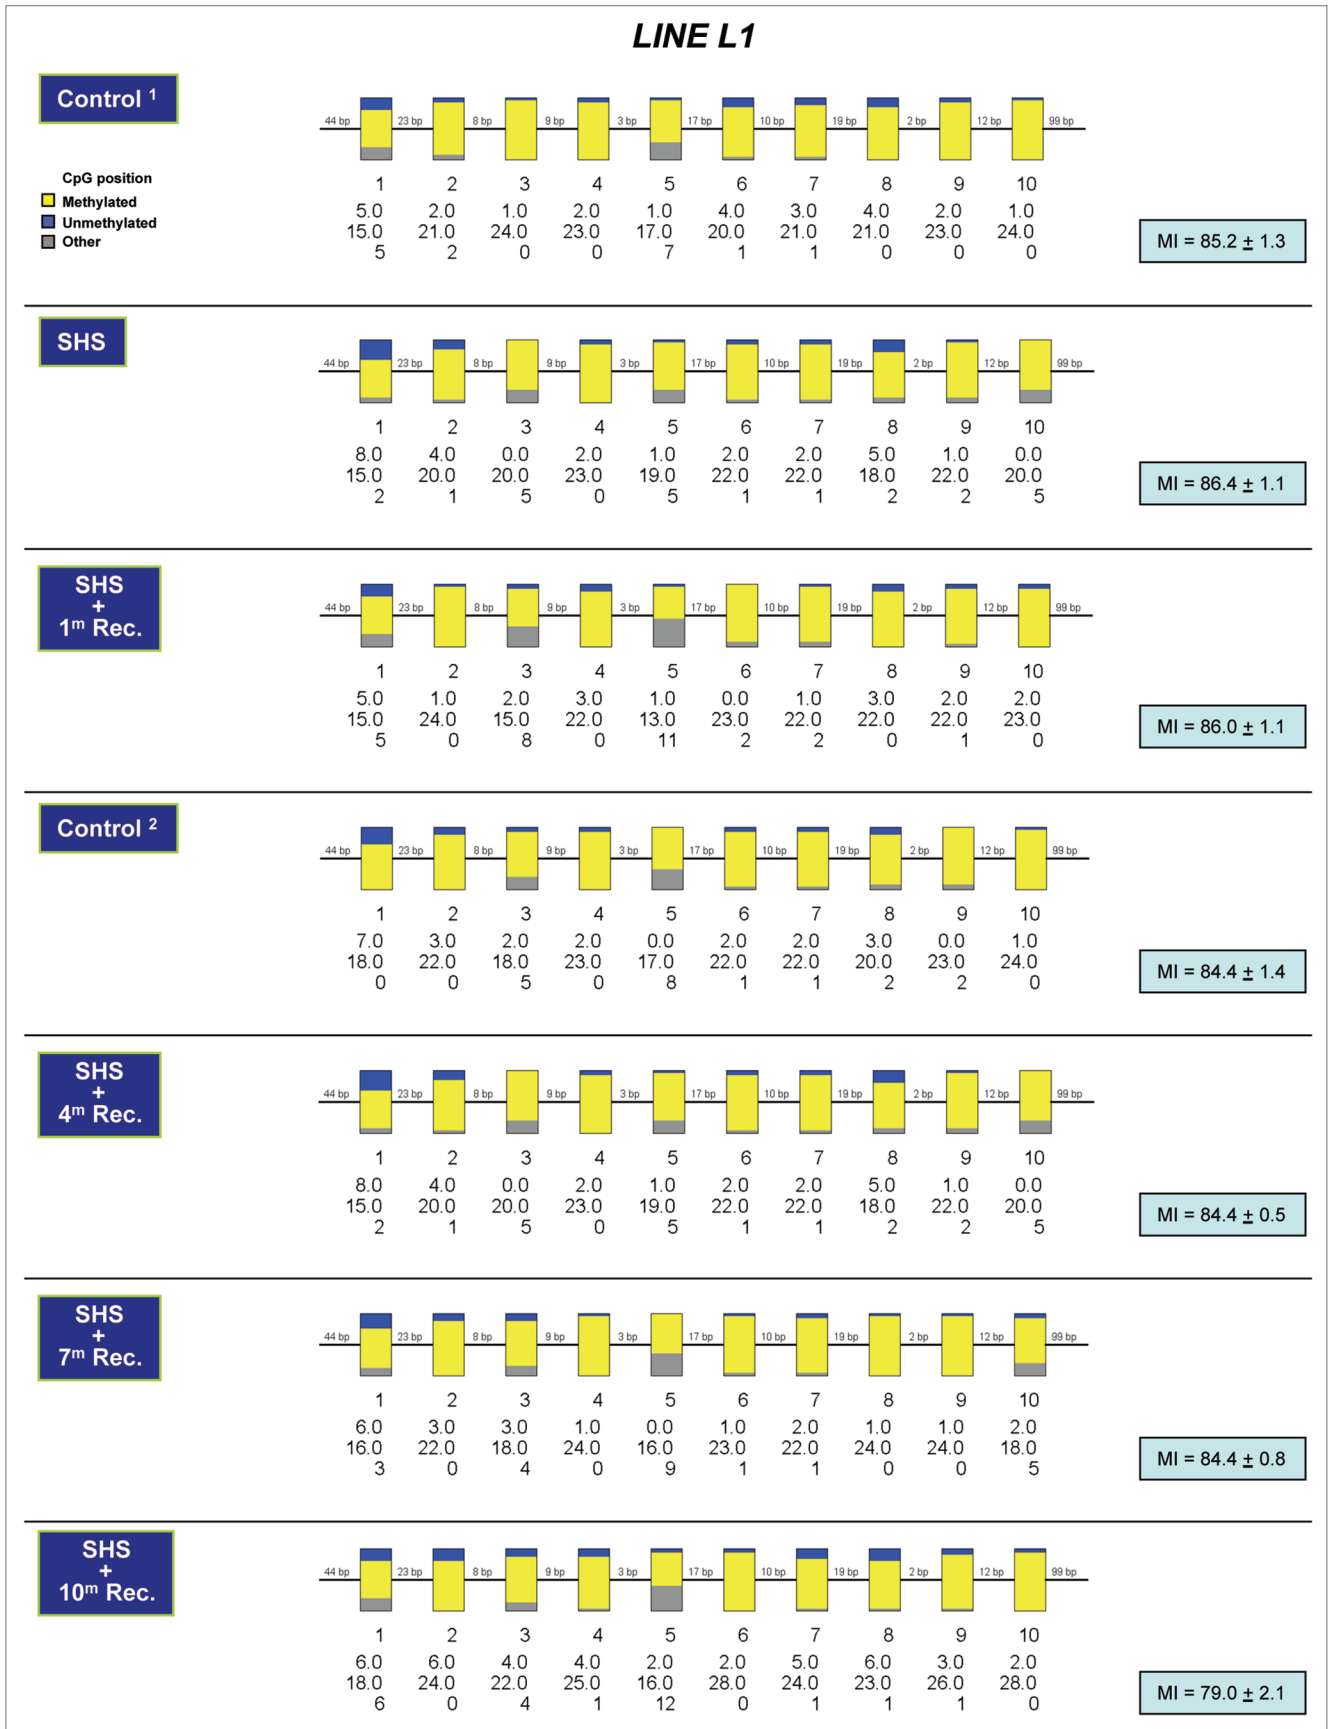 LINE L1
Control ¹
44 bp 23 bp 8 bp 9 bp 3 bp 17 bp 10 bp 19 bp 2 bp 12 bp 99 bp
CpG position
Methylated
Unmethylated
Other
1 2 3 4 5 6 7 8 9 10
5.0 2.0 1.0 2.0 1.0 4.0 3.0 4.0 2.0 1.0
15.0 21.0 24.0 23.0 17.0 20.0 21.0 21.0 23.0 24.0
5 2 0 0 7 1 1 0 0 0
MI = 85.2 ± 1.3
SHS
44 bp 23 bp 8 bp 9 bp 3 bp 17 bp 10 bp 19 bp 2 bp 12 bp 99 bp
1 2 3 4 5 6 7 8 9 10
8.0 4.0 0.0 2.0 1.0 2.0 2.0 5.0 1.0 0.0
15.0 20.0 20.0 23.0 19.0 22.0 22.0 18.0 22.0 20.0
2 1 5 0 5 1 1 2 2 5
MI = 86.4 ± 1.1
SHS
+
1ᵐ Rec.
44 bp 23 bp 8 bp 9 bp 3 bp 17 bp 10 bp 19 bp 2 bp 12 bp 99 bp
1 2 3 4 5 6 7 8 9 10
5.0 1.0 2.0 3.0 1.0 0.0 1.0 3.0 2.0 2.0
15.0 24.0 15.0 22.0 13.0 23.0 22.0 22.0 22.0 23.0
5 0 8 0 11 2 2 0 1 0
MI = 86.0 ± 1.1
Control ²
44 bp 23 bp 8 bp 9 bp 3 bp 17 bp 10 bp 19 bp 2 bp 12 bp 99 bp
1 2 3 4 5 6 7 8 9 10
7.0 3.0 2.0 2.0 0.0 2.0 2.0 3.0 0.0 1.0
18.0 22.0 18.0 23.0 17.0 22.0 22.0 20.0 23.0 24.0
0 0 5 0 8 1 1 2 2 0
MI = 84.4 ± 1.4
SHS
+
4ᵐ Rec.
44 bp 23 bp 8 bp 9 bp 3 bp 17 bp 10 bp 19 bp 2 bp 12 bp 99 bp
1 2 3 4 5 6 7 8 9 10
8.0 4.0 0.0 2.0 1.0 2.0 2.0 5.0 1.0 0.0
15.0 20.0 20.0 23.0 19.0 22.0 22.0 18.0 22.0 20.0
2 1 5 0 5 1 1 2 2 5
MI = 84.4 ± 0.5
SHS
+
7ᵐ Rec.
44 bp 23 bp 8 bp 9 bp 3 bp 17 bp 10 bp 19 bp 2 bp 12 bp 99 bp
1 2 3 4 5 6 7 8 9 10
6.0 3.0 3.0 1.0 0.0 1.0 2.0 1.0 1.0 2.0
16.0 22.0 18.0 24.0 16.0 23.0 22.0 24.0 24.0 18.0
3 0 4 0 9 1 1 0 0 5
MI = 84.4 ± 0.8
SHS
+
10ᵐ Rec.
44 bp 23 bp 8 bp 9 bp 3 bp 17 bp 10 bp 19 bp 2 bp 12 bp 99 bp
1 2 3 4 5 6 7 8 9 10
6.0 6.0 4.0 4.0 2.0 2.0 5.0 6.0 3.0 2.0
18.0 24.0 22.0 25.0 16.0 28.0 24.0 23.0 26.0 28.0
6 0 4 1 12 0 1 1 1 0
MI = 79.0 ± 2.1